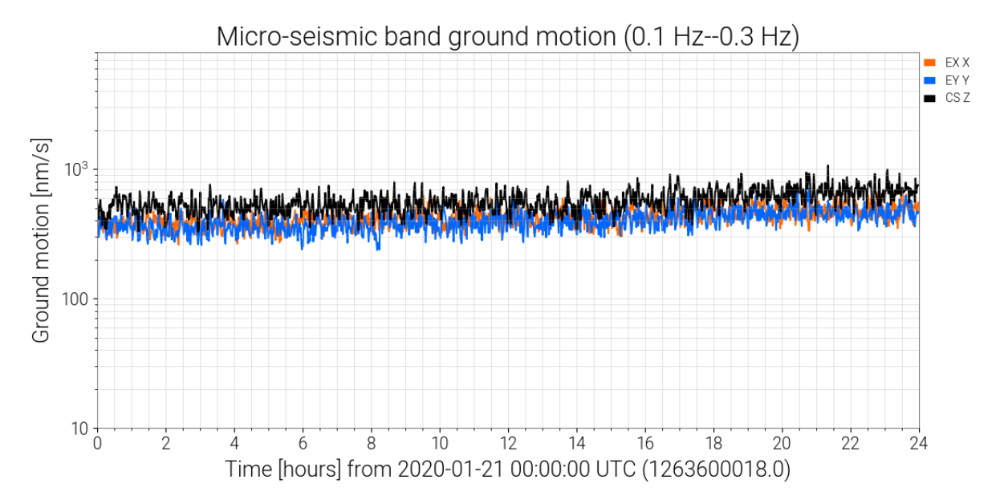 Micro-seismic band ground motion (0.1 Hz--0.3 Hz)
EX X
EY Y
CS Z
Ground motion [nm/s]
10³
100
10
0 2 4 6 8 10 12 14 16 18 20 22 24
Time [hours] from 2020-01-21 00:00:00 UTC (1263600018.0)